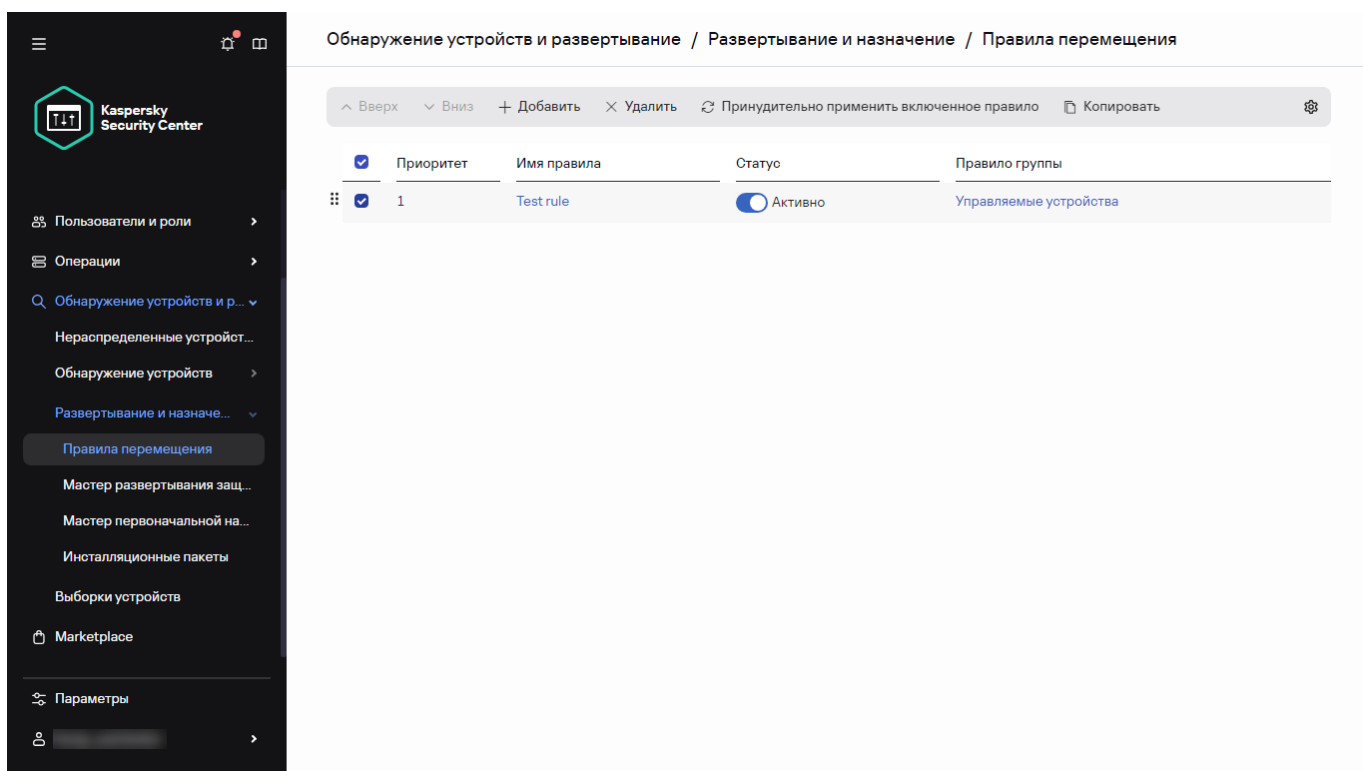 Обнаружение устройств и развертывание / Развертывание и назначение / Правила перемещения
Kaspersky
Security Center
Вверх Вниз Добавить Удалить Принудительно применить включенное правило Копировать
Приоритет Имя правила Статус Правило группы
1 Test rule Активно Управляемые устройства
Пользователи и роли
Операции
Обнаружение устройств и р...
Нераспределенные устройст...
Обнаружение устройств
Развертывание и назначе...
Правила перемещения
Мастер развертывания защ...
Мастер первоначальной на...
Инсталляционные пакеты
Выборки устройств
Marketplace
Параметры